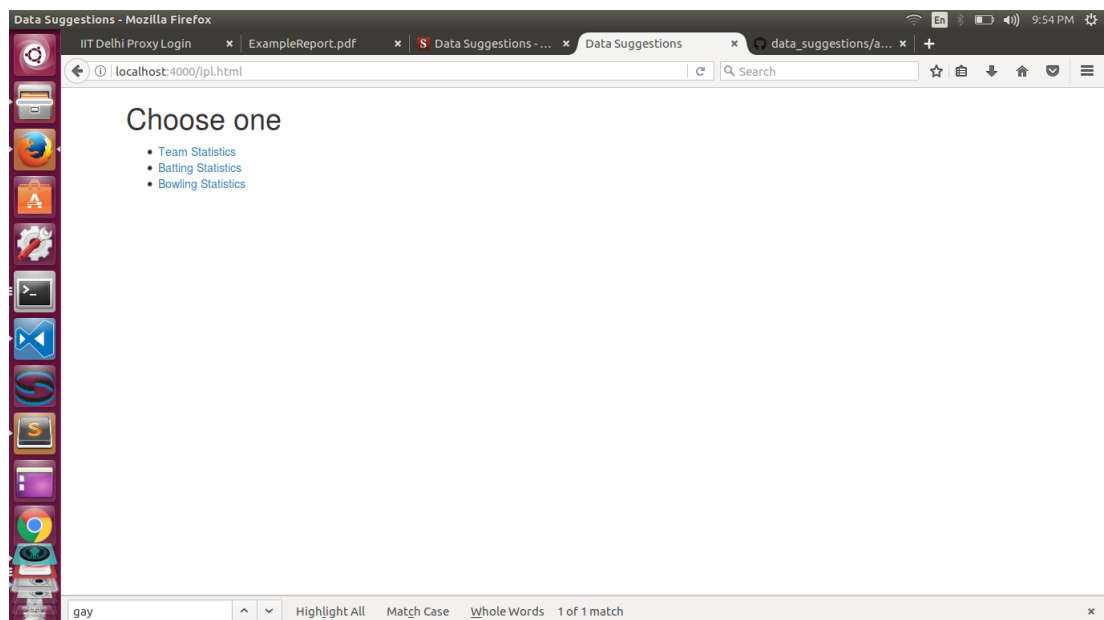 Data Suggestions - Mozilla Firefox En 9:54 PM
IIT Delhi Proxy Login ExampleReport.pdf S Data Suggestions - ... Data Suggestions data_suggestions/a...
localhost:4000/ipl.html Search
Choose one
Team Statistics
Batting Statistics
Bowling Statistics
gay Highlight All Match Case Whole Words 1 of 1 match